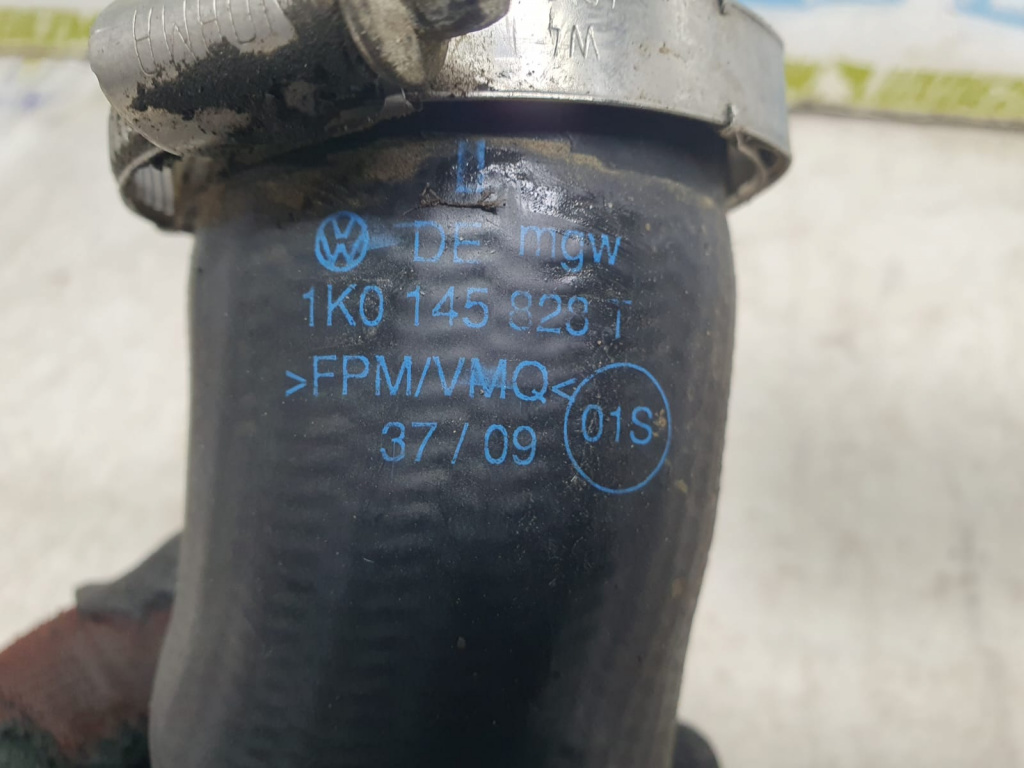 DE mgw
1K0 145 828
>FPM/VMQ<
37 / 09
01S